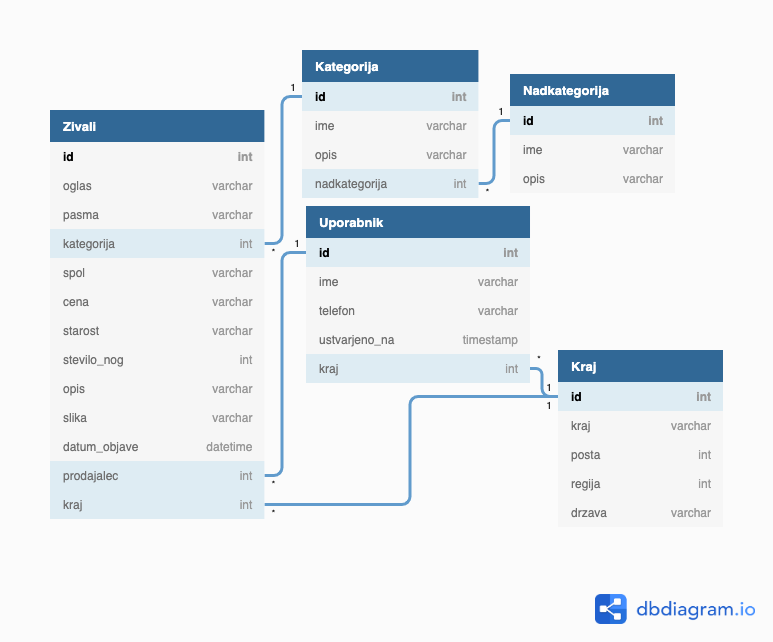 Kategorija
id int
ime varchar
opis varchar
nadkategorija int
1
*
Nadkategorija
id int
ime varchar
opis varchar
1
Zivali
id int
oglas varchar
pasma varchar
kategorija int
spol varchar
cena varchar
starost varchar
stevilo_nog int
opis varchar
slika varchar
datum_objave datetime
prodajalec int
kraj int
*
*
*
Uporabnik
id int
ime varchar
telefon varchar
ustvarjeno_na timestamp
kraj int
1
*
Kraj
id int
kraj varchar
posta int
regija int
drzava varchar
1
1
dbdiagram.io